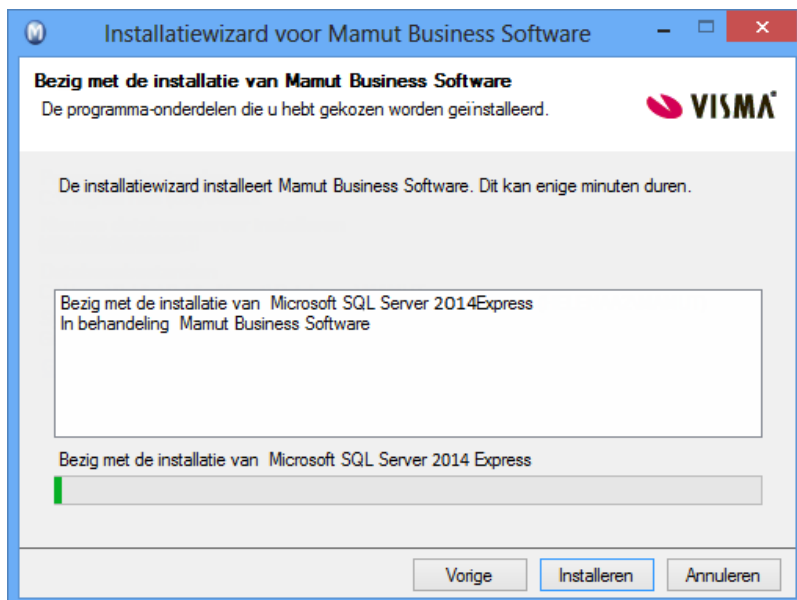 Installatiewizard voor Mamut Business Software
Bezig met de installatie van Mamut Business Software
De programma-onderdelen die u hebt gekozen worden geïnstalleerd.
VISMA
De installatiewizard installeert Mamut Business Software. Dit kan enige minuten duren.
Bezig met de installatie van Microsoft SQL Server 2014Express
In behandeling Mamut Business Software
Bezig met de installatie van Microsoft SQL Server 2014 Express
Vorige
Installeren
Annuleren